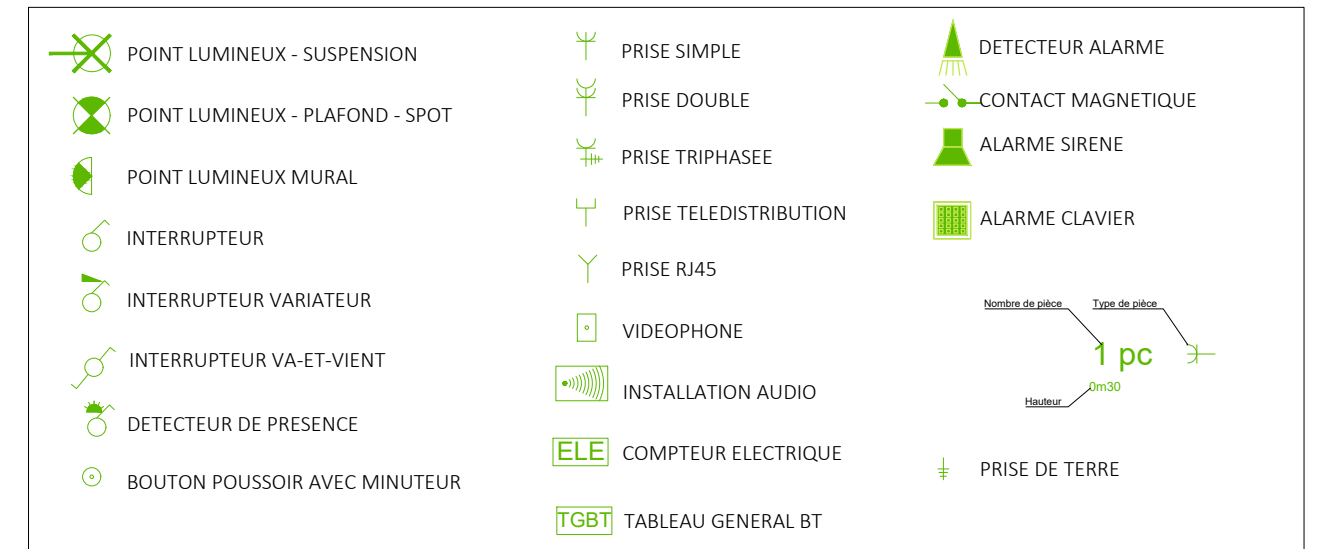 POINT LUMINEUX - SUSPENSION
POINT LUMINEUX - PLAFOND - SPOT
POINT LUMINEUX MURAL
INTERRUPTEUR
INTERRUPTEUR VARIATEUR
INTERRUPTEUR VA-ET-VIENT
DETECTEUR DE PRESENCE
BOUTON POUSSOIR AVEC MINUTEUR
PRISE SIMPLE
PRISE DOUBLE
PRISE TRIPHASEE
PRISE TELEDISTRIBUTION
PRISE RJ45
VIDEOPHONE
INSTALLATION AUDIO
ELE COMPTEUR ELECTRIQUE
TGBT TABLEAU GENERAL BT
DETECTEUR ALARME
CONTACT MAGNETIQUE
ALARME SIRENE
ALARME CLAVIER
Nombre de pièce Type de pièce
1 pc
0m30
Hauteur
PRISE DE TERRE